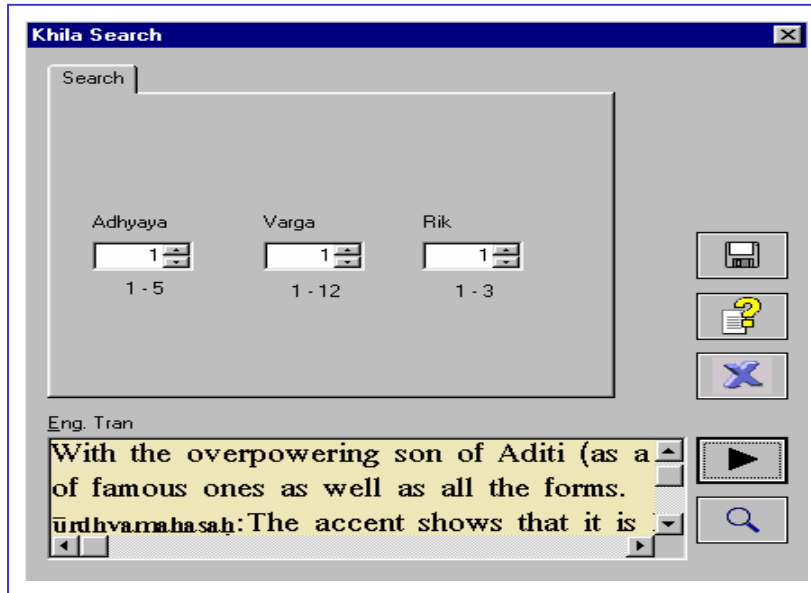 Khila Search
Search
Adhyaya Varga Rik
1 1 1
1 - 5 1 - 12 1 - 3
Eng. Tran
With the overpowering son of Aditi (as a
of famous ones as well as all the forms.
ūrdhvamahasaḥ:The accent shows that it is